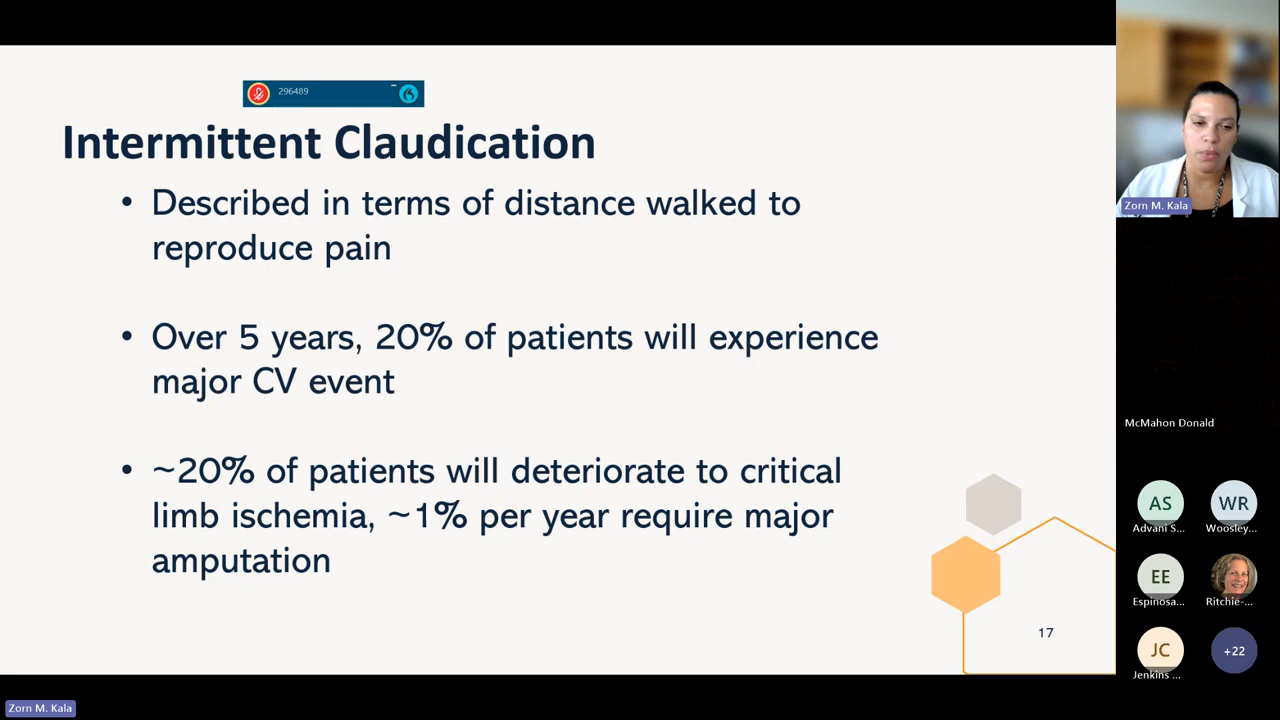 296489
Intermittent Claudication
• Described in terms of distance walked to
reproduce pain
• Over 5 years, 20% of patients will experience
major CV event
• ~20% of patients will deteriorate to critical
limb ischemia, ~1% per year require major
amputation
17
Zorn M. Kala
McMahon Donald
AS
WR
Advani S...
Woosley...
EE
Espinosa...
Ritchie-...
JC
+22
Jenkins ...
Zorn M. Kala